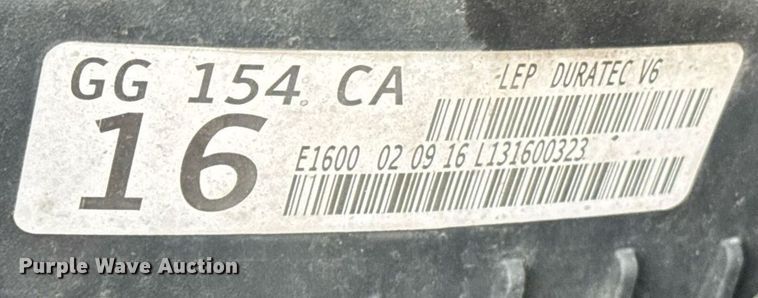 GG 154 CA
LEP DURATEC V6
16
E1600 02 09 16 L131600323
Purple Wave Auction